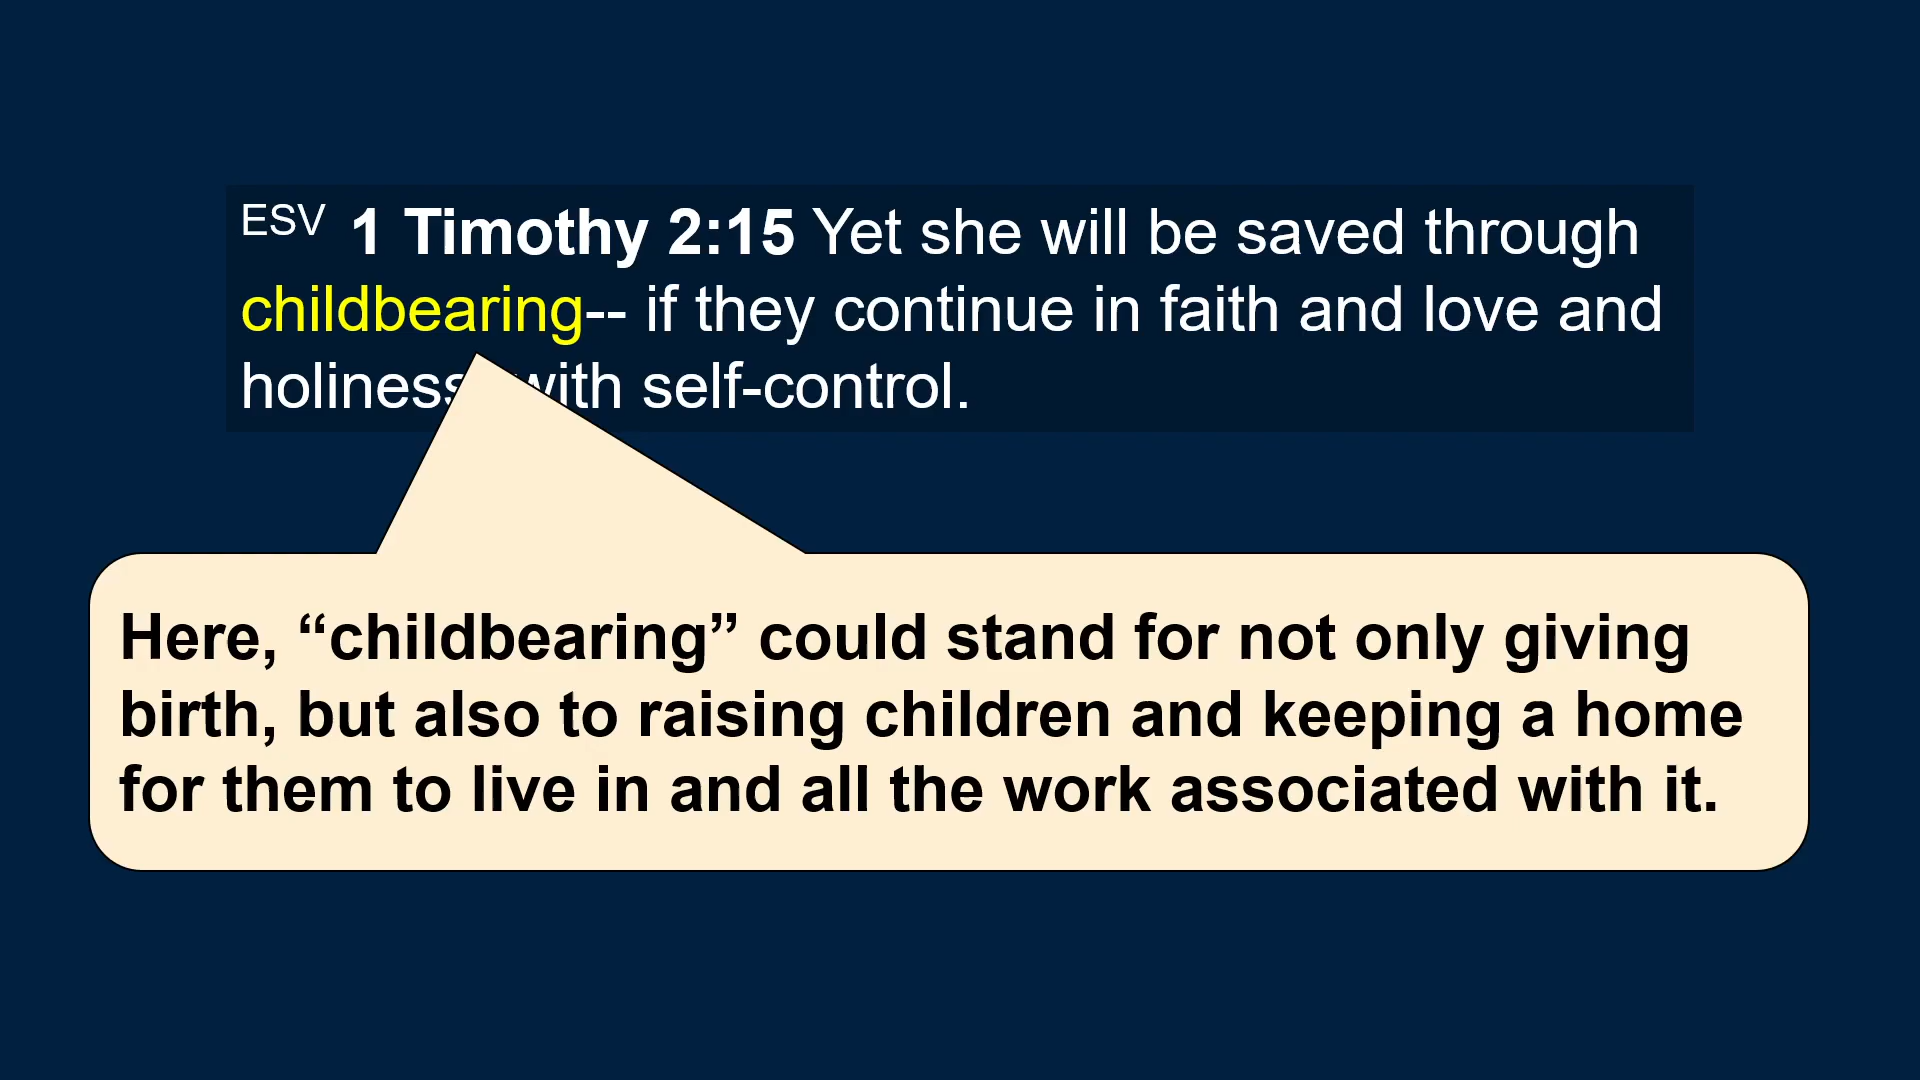 ESV 1 Timothy 2:15 Yet she will be saved through
childbearing-- if they continue in faith and love and
holiness, with self-control.
Here, “childbearing” could stand for not only giving
birth, but also to raising children and keeping a home
for them to live in and all the work associated with it.